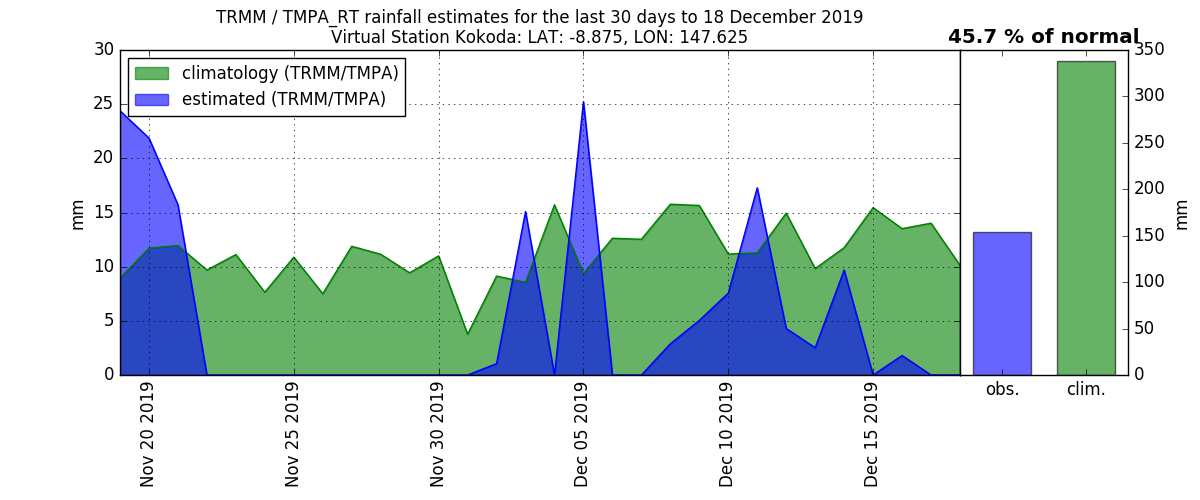 TRMM / TMPA_RT rainfall estimates for the last 30 days to 18 December 2019
Virtual Station Kokoda: LAT: -8.875, LON: 147.625
45.7 % of normal
climatology (TRMM/TMPA)
estimated (TRMM/TMPA)
30
25
20
15
10
5
0
mm
Nov 20 2019
Nov 25 2019
Nov 30 2019
Dec 05 2019
Dec 10 2019
Dec 15 2019
350
300
250
200
150
100
50
0
mm
obs.
clim.